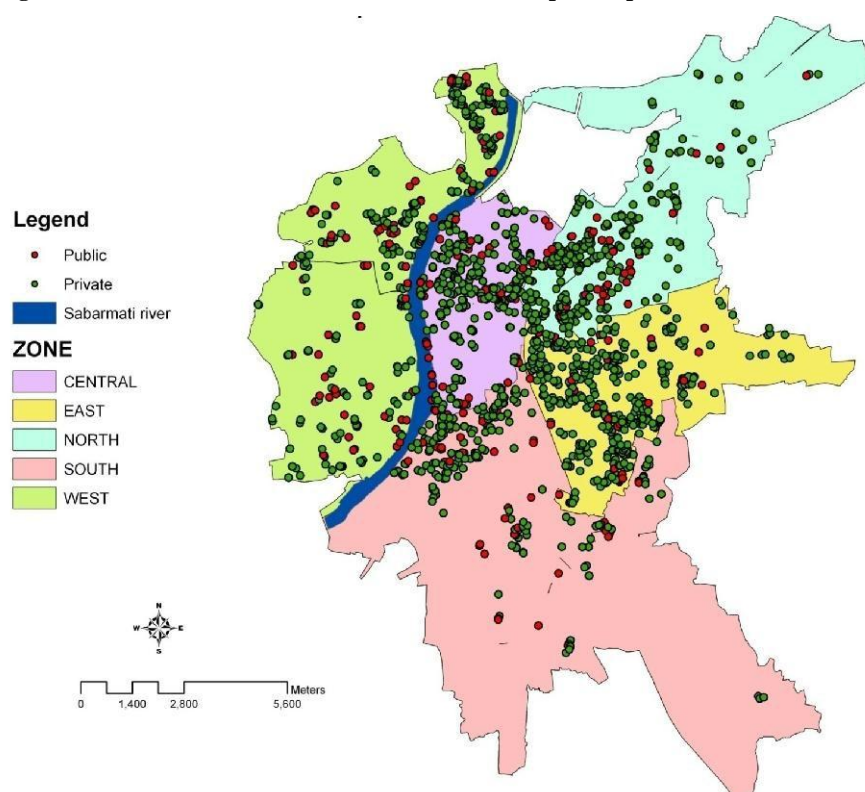 Legend
Public
Private
Sabarmati river
ZONE
CENTRAL
EAST
NORTH
SOUTH
WEST
N
W E
S
Meters
0 1,400 2,800 5,600